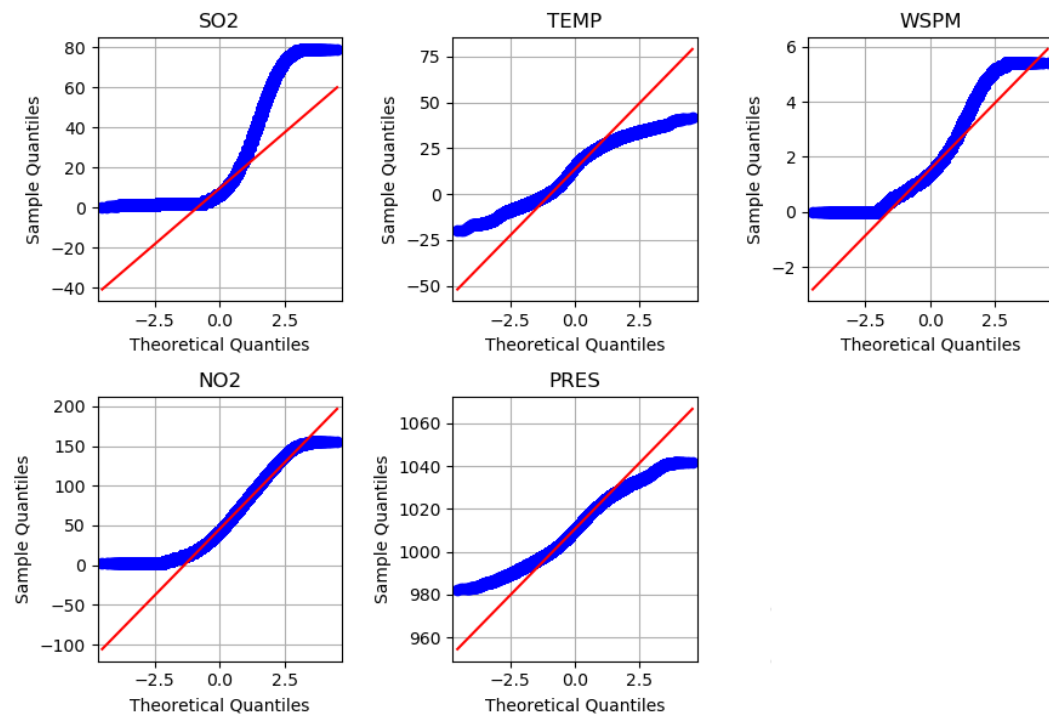 SO2
TEMP
WSPM
80
60
40
20
0
−20
−40
Sample Quantiles
−2.5 0.0 2.5
Theoretical Quantiles
75
50
25
0
−25
−50
Sample Quantiles
−2.5 0.0 2.5
Theoretical Quantiles
6
4
2
0
−2
Sample Quantiles
−2.5 0.0 2.5
Theoretical Quantiles
NO2
PRES
200
150
100
50
0
−50
−100
Sample Quantiles
−2.5 0.0 2.5
Theoretical Quantiles
1060
1040
1020
1000
980
960
Sample Quantiles
−2.5 0.0 2.5
Theoretical Quantiles